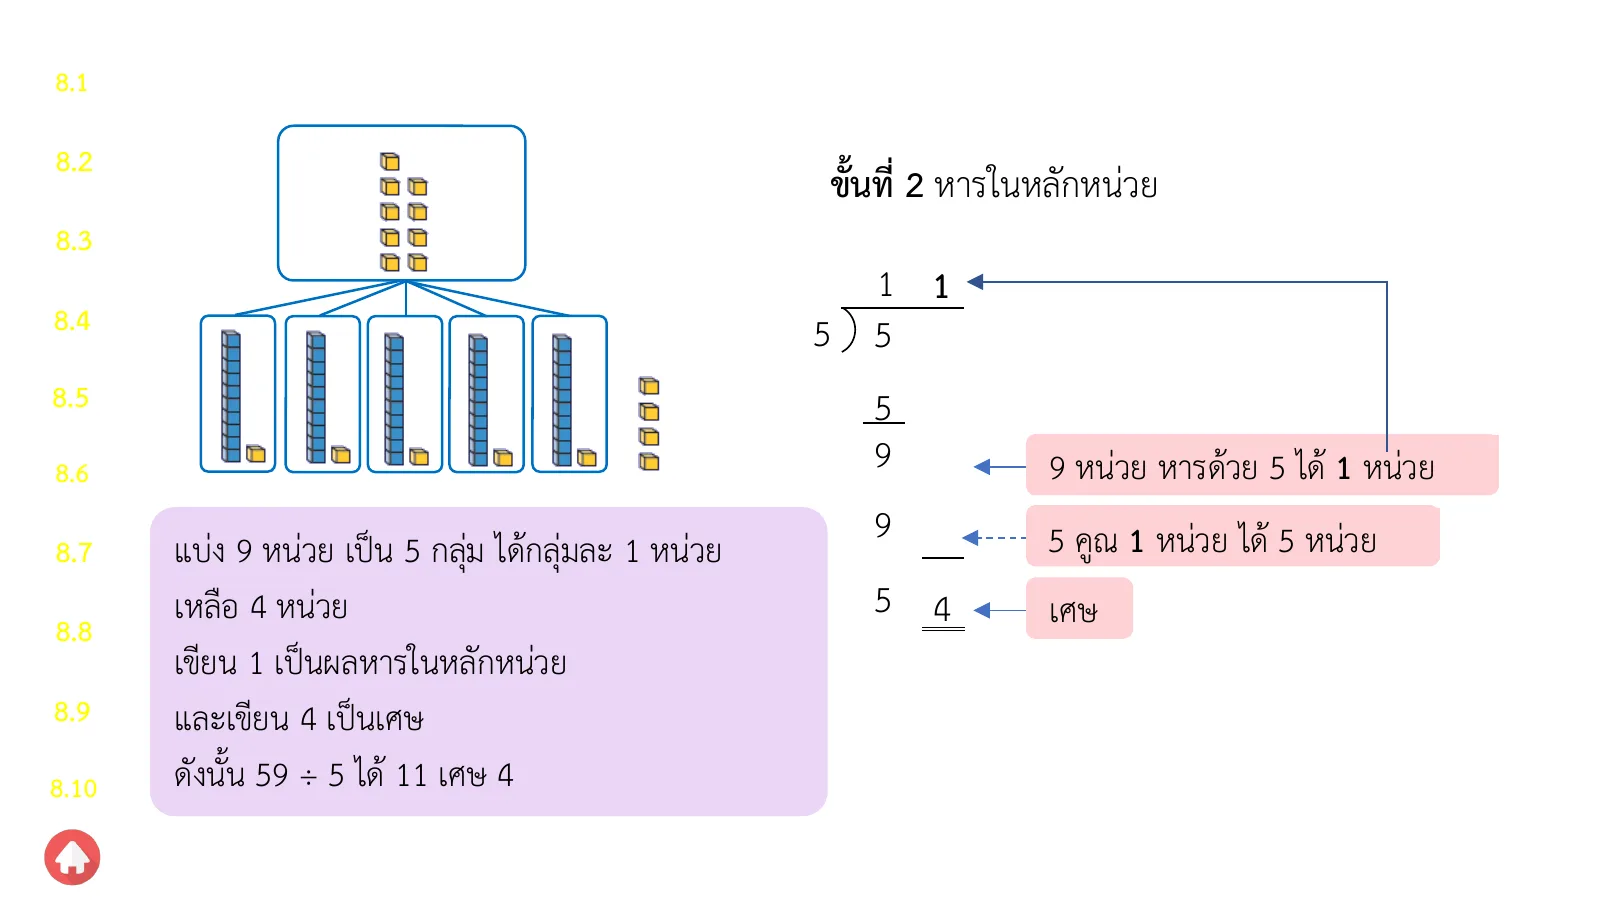 8.1
8.2
8.3
8.4
8.5
8.6
8.7
8.8
8.9
8.10
แบ่ง 9 หน่วย เป็น 5 กลุ่ม ได้กลุ่มละ 1 หน่วย
เหลือ 4 หน่วย
เขียน 1 เป็นผลหารในหลักหน่วย
และเขียน 4 เป็นเศษ
ดังนั้น 59 ÷ 5 ได้ 11 เศษ 4
ขั้นที่ 2 หารในหลักหน่วย
1 1
5 ) 5
5
9
9 หน่วย หารด้วย 5 ได้ 1 หน่วย
9
5 คูณ 1 หน่วย ได้ 5 หน่วย
5 4
เศษ